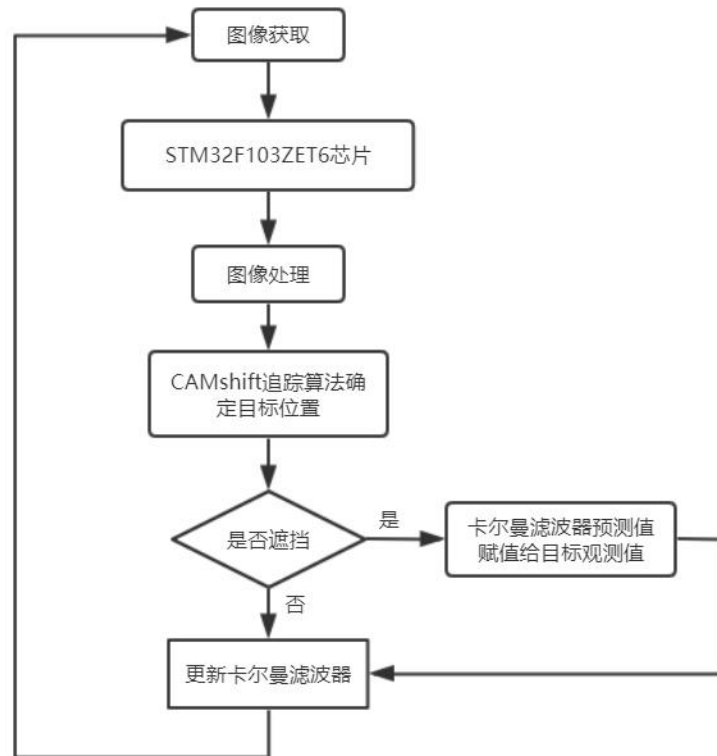 图像获取
STM32F103ZET6芯片
图像处理
CAMshift追踪算法确
定目标位置
是否遮挡
是
卡尔曼滤波器预测值
赋值给目标观测值
否
更新卡尔曼滤波器